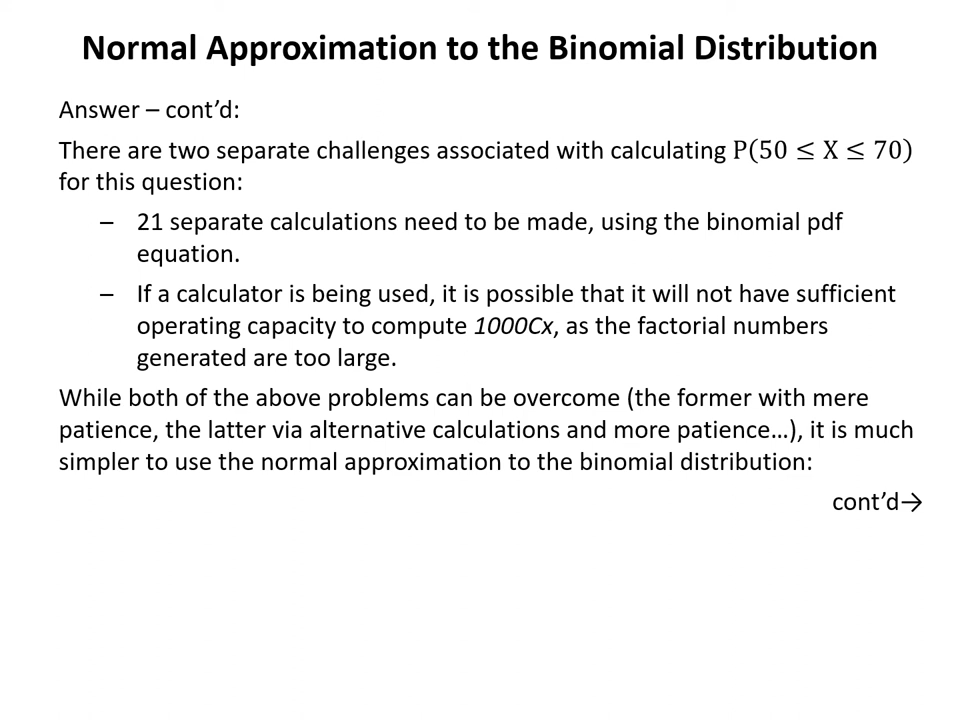 Normal Approximation to the Binomial Distribution
Answer – cont’d:
There are two separate challenges associated with calculating P(50 ≤ X ≤ 70)
for this question:
– 21 separate calculations need to be made, using the binomial pdf
equation.
– If a calculator is being used, it is possible that it will not have sufficient
operating capacity to compute 1000Cx, as the factorial numbers
generated are too large.
While both of the above problems can be overcome (the former with mere
patience, the latter via alternative calculations and more patience…), it is much
simpler to use the normal approximation to the binomial distribution:
cont’d→